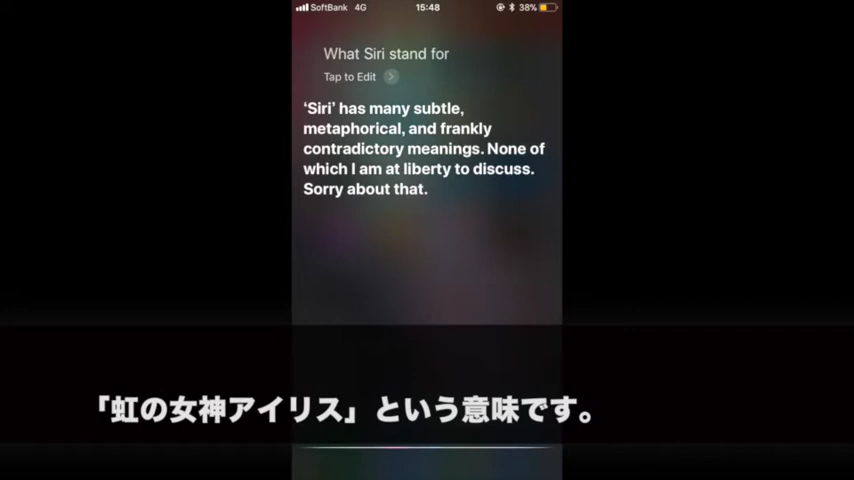 SoftBank 4G 15:48 38%
What Siri stand for
Tap to Edit
‘Siri’ has many subtle,
metaphorical, and frankly
contradictory meanings. None of
which I am at liberty to discuss.
Sorry about that.
「虹の女神アイリス」という意味です。